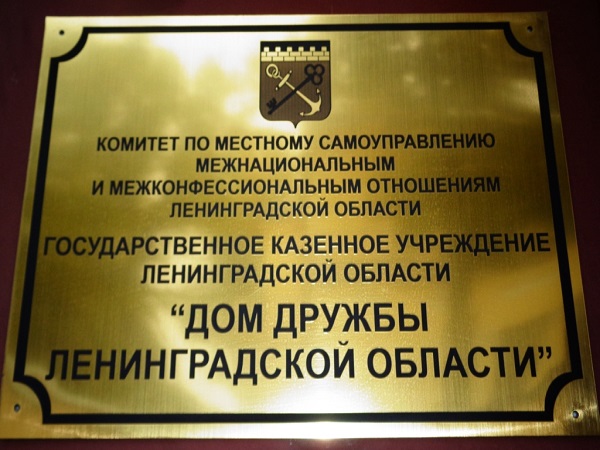 КОМИТЕТ ПО МЕСТНОМУ САМОУПРАВЛЕНИЮ
МЕЖНАЦИОНАЛЬНЫМ
И МЕЖКОНФЕССИОНАЛЬНЫМ ОТНОШЕНИЯМ
ЛЕНИНГРАДСКОЙ ОБЛАСТИ
ГОСУДАРСТВЕННОЕ КАЗЕННОЕ УЧРЕЖДЕНИЕ
ЛЕНИНГРАДСКОЙ ОБЛАСТИ
“ДОМ ДРУЖБЫ
ЛЕНИНГРАДСКОЙ ОБЛАСТИ”